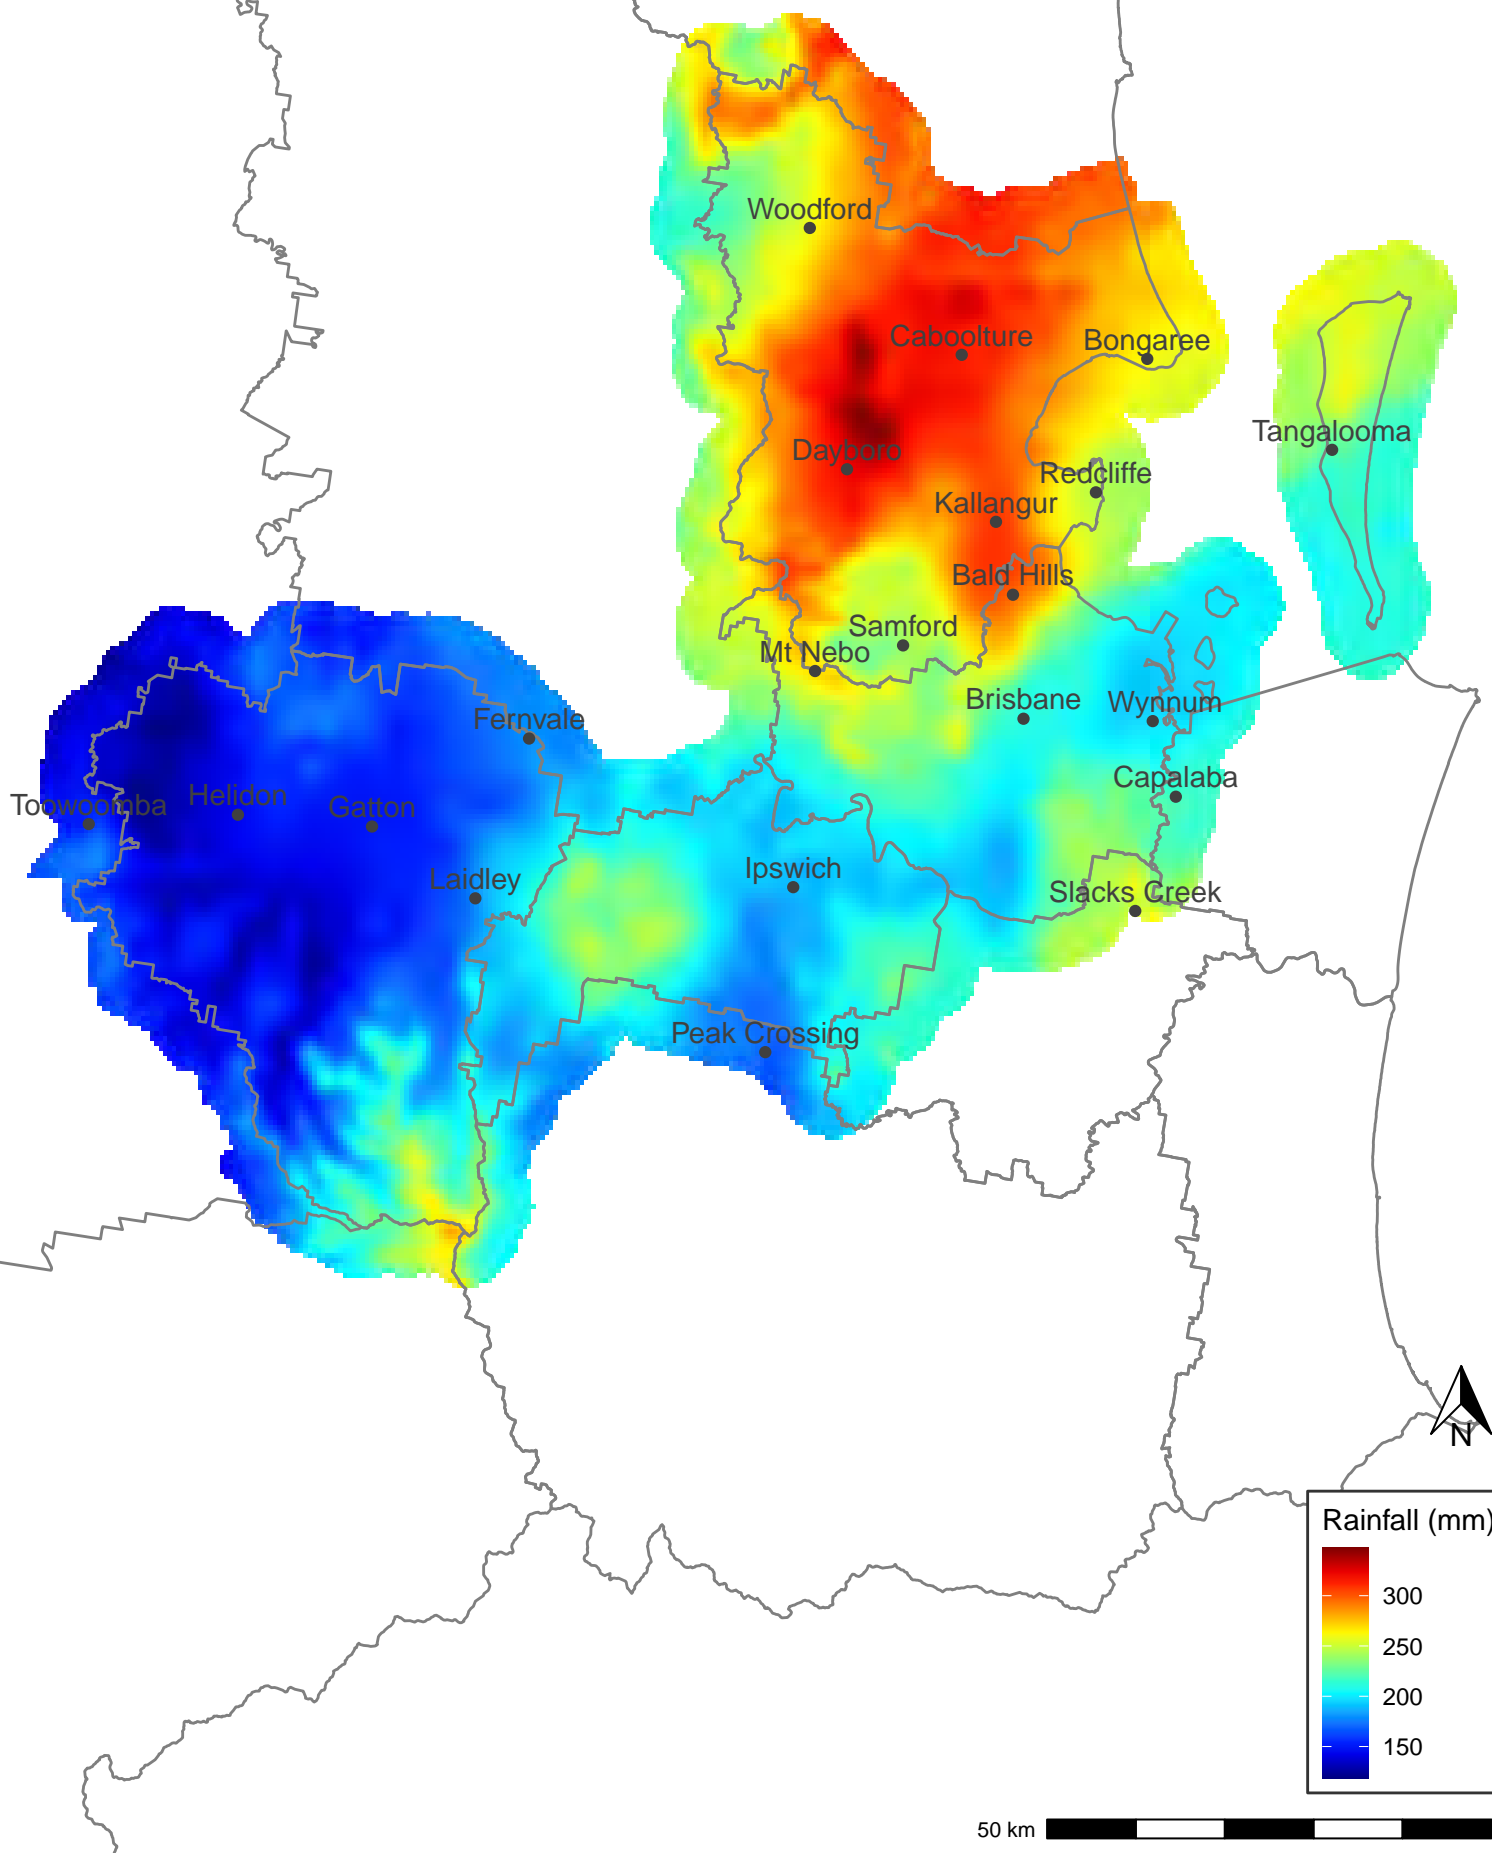 Woodford
Caboolture
Bongaree
Tangalooma
Dayboro
Redcliffe
Kallangur
Bald Hills
Samford
Mt Nebo
Brisbane
Wynnum
Fernvale
Capalaba
Toowoomba
Helidon
Gatton
Ipswich
Laidley
Slacks Creek
Peak Crossing
N
Rainfall (mm)
300
250
200
150
50 km